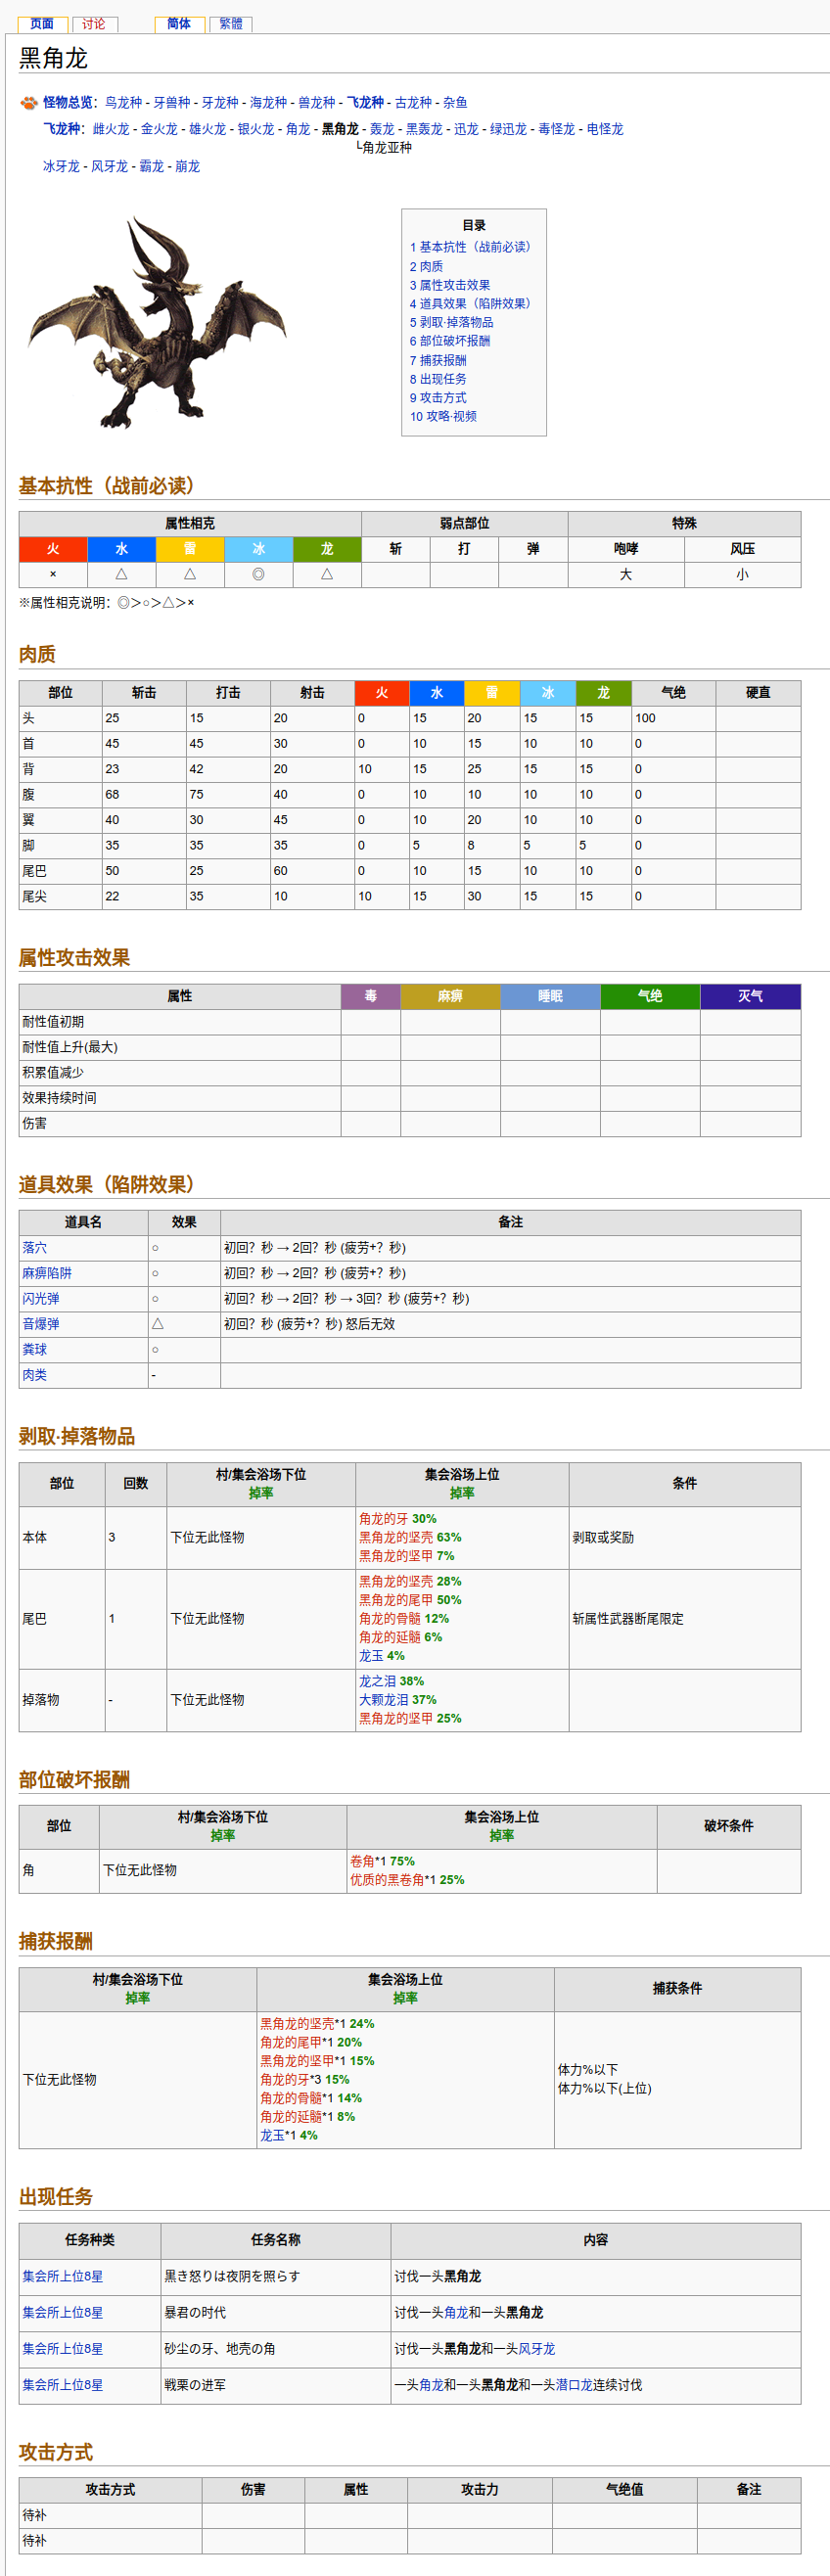 页面 讨论 简体 繁體
黑角龙
怪物总览：鸟龙种 - 牙兽种 - 牙龙种 - 海龙种 - 兽龙种 - 飞龙种 - 古龙种 - 杂鱼
飞龙种：雌火龙 - 金火龙 - 雄火龙 - 银火龙 - 角龙 - 黑角龙 - 轰龙 - 黑轰龙 - 迅龙 - 绿迅龙 - 毒怪龙 - 电怪龙
└角龙亚种
冰牙龙 - 风牙龙 - 霸龙 - 崩龙
目录
1 基本抗性（战前必读）
2 肉质
3 属性攻击效果
4 道具效果（陷阱效果）
5 剥取·掉落物品
6 部位破坏报酬
7 捕获报酬
8 出现任务
9 攻击方式
10 攻略·视频
基本抗性（战前必读）
属性相克 弱点部位 特殊
火 水 雷 冰 龙 斩 打 弹 咆哮 风压
× △ △ ◎ △ 大 小
※属性相克说明：◎＞○＞△＞×
肉质
部位 斩击 打击 射击 火 水 雷 冰 龙 气绝 硬直
头 25 15 20 0 15 20 15 15 100
首 45 45 30 0 10 15 10 10 0
背 23 42 20 10 15 25 15 15 0
腹 68 75 40 0 10 10 10 10 0
翼 40 30 45 0 10 20 10 10 0
脚 35 35 35 0 5 8 5 5 0
尾巴 50 25 60 0 10 15 10 10 0
尾尖 22 35 10 10 15 30 15 15 0
属性攻击效果
属性 毒 麻痹 睡眠 气绝 灭气
耐性值初期
耐性值上升(最大)
积累值减少
效果持续时间
伤害
道具效果（陷阱效果）
道具名 效果 备注
落穴 ○ 初回？秒 → 2回？秒 (疲劳+？秒)
麻痹陷阱 ○ 初回？秒 → 2回？秒 (疲劳+？秒)
闪光弹 ○ 初回？秒 → 2回？秒 → 3回？秒 (疲劳+？秒)
音爆弹 △ 初回？秒 (疲劳+？秒) 怒后无效
粪球 ○
肉类 -
剥取·掉落物品
部位 回数 村/集会浴场下位 集会浴场上位 条件
掉率 掉率
本体 3 下位无此怪物 角龙的牙 30% 剥取或奖励
黑角龙的坚壳 63%
黑角龙的坚甲 7%
尾巴 1 下位无此怪物 黑角龙的坚壳 28% 斩属性武器断尾限定
黑角龙的尾甲 50%
角龙的骨髓 12%
角龙的延髓 6%
龙玉 4%
掉落物 - 下位无此怪物 龙之泪 38%
大颗龙泪 37%
黑角龙的坚甲 25%
部位破坏报酬
部位 村/集会浴场下位 集会浴场上位 破坏条件
掉率 掉率
角 下位无此怪物 卷角*1 75%
优质的黑卷角*1 25%
捕获报酬
村/集会浴场下位 集会浴场上位 捕获条件
掉率 掉率
下位无此怪物 黑角龙的坚壳*1 24%
角龙的尾甲*1 20%
黑角龙的坚甲*1 15%
角龙的牙*3 15%
角龙的骨髓*1 14%
角龙的延髓*1 8%
龙玉*1 4%
体力%以下
体力%以下(上位)
出现任务
任务种类 任务名称 内容
集会所上位8星 黒き怒りは夜阴を照らす 讨伐一头黑角龙
集会所上位8星 暴君の时代 讨伐一头角龙和一头黑角龙
集会所上位8星 砂尘の牙、地壳の角 讨伐一头黑角龙和一头风牙龙
集会所上位8星 戦栗の进军 一头角龙和一头黑角龙和一头潜口龙连续讨伐
攻击方式
攻击方式 伤害 属性 攻击力 气绝值 备注
待补
待补